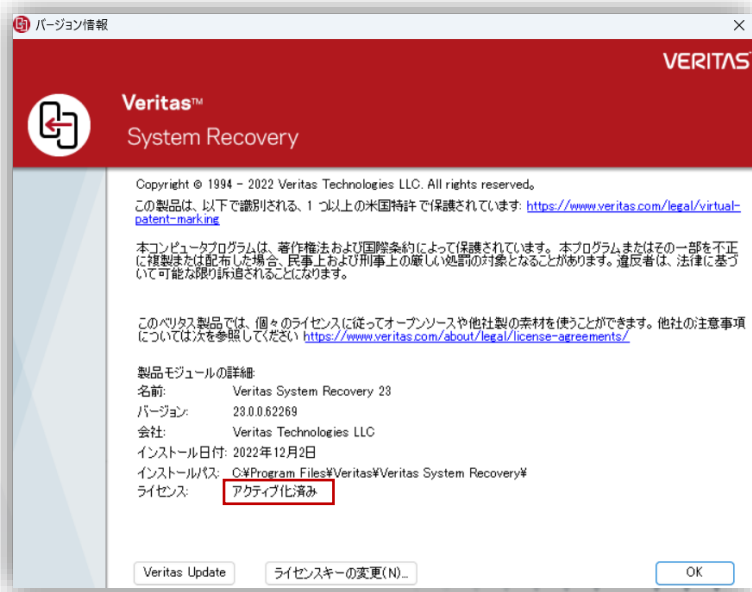 バージョン情報
VERITAS
Veritas™
System Recovery
Copyright © 1994 - 2022 Veritas Technologies LLC. All rights reserved.
この製品は、以下で識別される、1 つ以上の米国特許で保護されています: https://www.veritas.com/legal/virtual-
patent-marking
本コンピュータプログラムは、著作権法および国際条約によって保護されています。本プログラムまたはその一部を不正
に複製または配布した場合、民事上および刑事上の厳しい処罰の対象となることがあります。違反者は、法律に基づ
いて可能な限り訴追されることになります。
このベリタス製品では、個々のライセンスに従ってオープンソースや他社製の素材を使うことができます。他社の注意事項
については次を参照してください https://www.veritas.com/about/legal/license-agreements/
製品モジュールの詳細:
名前: Veritas System Recovery 23
バージョン: 23.0.0.62269
会社: Veritas Technologies LLC
インストール日付: 2022年12月2日
インストールパス: C:¥Program Files¥Veritas¥Veritas System Recovery¥
ライセンス: アクティブ化済み
Veritas Update ライセンスキーの変更(N)... OK